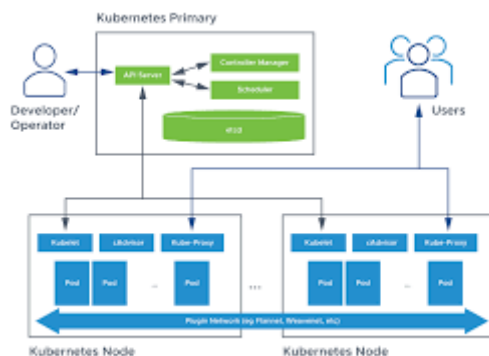 Kubernetes Primary
Developer/
Operator
API-Server
Controller Manager
Scheduler
etcd
Users
Kubelet
cAdvisor
Kube-Proxy
Pod
Pod
...
Pod
Kubernetes Node
...
Kubelet
cAdvisor
Kube-Proxy
Pod
Pod
...
Pod
Kubernetes Node
Plugin Network (eg Flannel, Weavenet, etc)